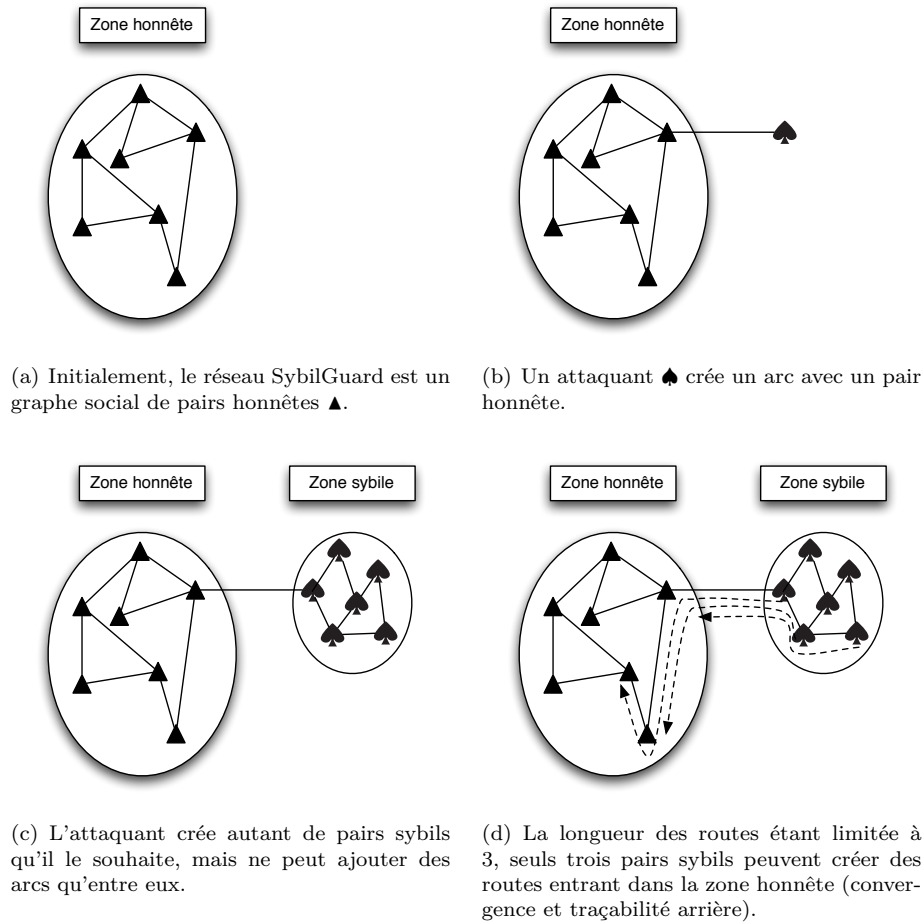 Zone honnête
Zone honnête
(a) Initialement, le réseau SybilGuard est un
graphe social de pairs honnêtes ▲.
(b) Un attaquant ♠ crée un arc avec un pair
honnête.
Zone honnête
Zone sybile
Zone honnête
Zone sybile
(c) L'attaquant crée autant de pairs sybils
qu'il le souhaite, mais ne peut ajouter des
arcs qu'entre eux.
(d) La longueur des routes étant limitée à
3, seuls trois pairs sybils peuvent créer des
routes entrant dans la zone honnête (conver-
gence et traçabilité arrière).